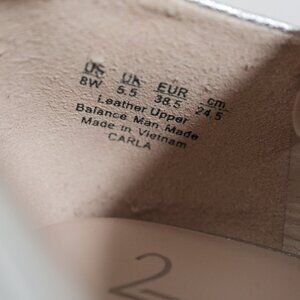 US UK EUR cm
8W 5.5 38.5 24.5
Leather Upper
Balance Man Made
Made in Vietnam
CARLA
2